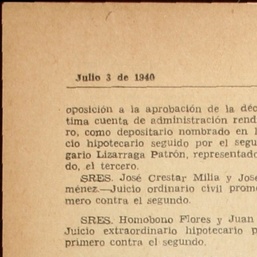 Julio 3 de 1940
oposición a la aprobación de la déc
tima cuenta de administración rend
ro, como depositario nombrado en l
cio hipotecario seguido por el segu
gario Lizarraga Patrón, representado
do, el tercero.
SRES. José Crestar Milia y José
ménez.—Juicio ordinario civil prom
mero contra el segundo.
SRES. Homobono Flores y Juan
Juicio extraordinario hipotecario p
primero contra el segundo.